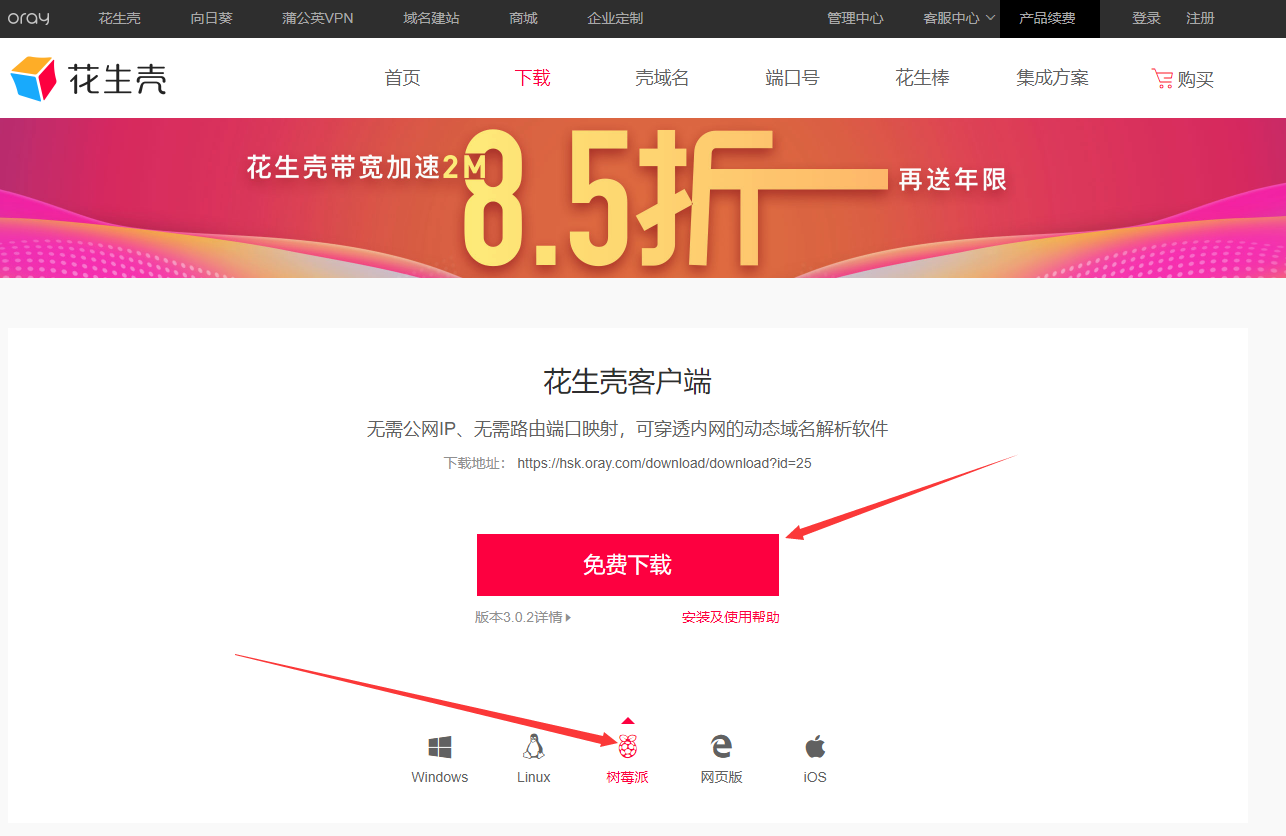 oray 花生壳 向日葵 蒲公英VPN 域名建站 商城 企业定制 管理中心 客服中心 产品续费 登录 注册
花生壳 首页 下载 壳域名 端口号 花生棒 集成方案 购买
花生壳带宽加速2M 8.5折 再送年限
花生壳客户端
无需公网IP、无需路由端口映射，可穿透内网的动态域名解析软件
下载地址： https://hsk.oray.com/download/download?id=25
免费下载
版本3.0.2详情 安装及使用帮助
Windows Linux 树莓派 网页版 iOS